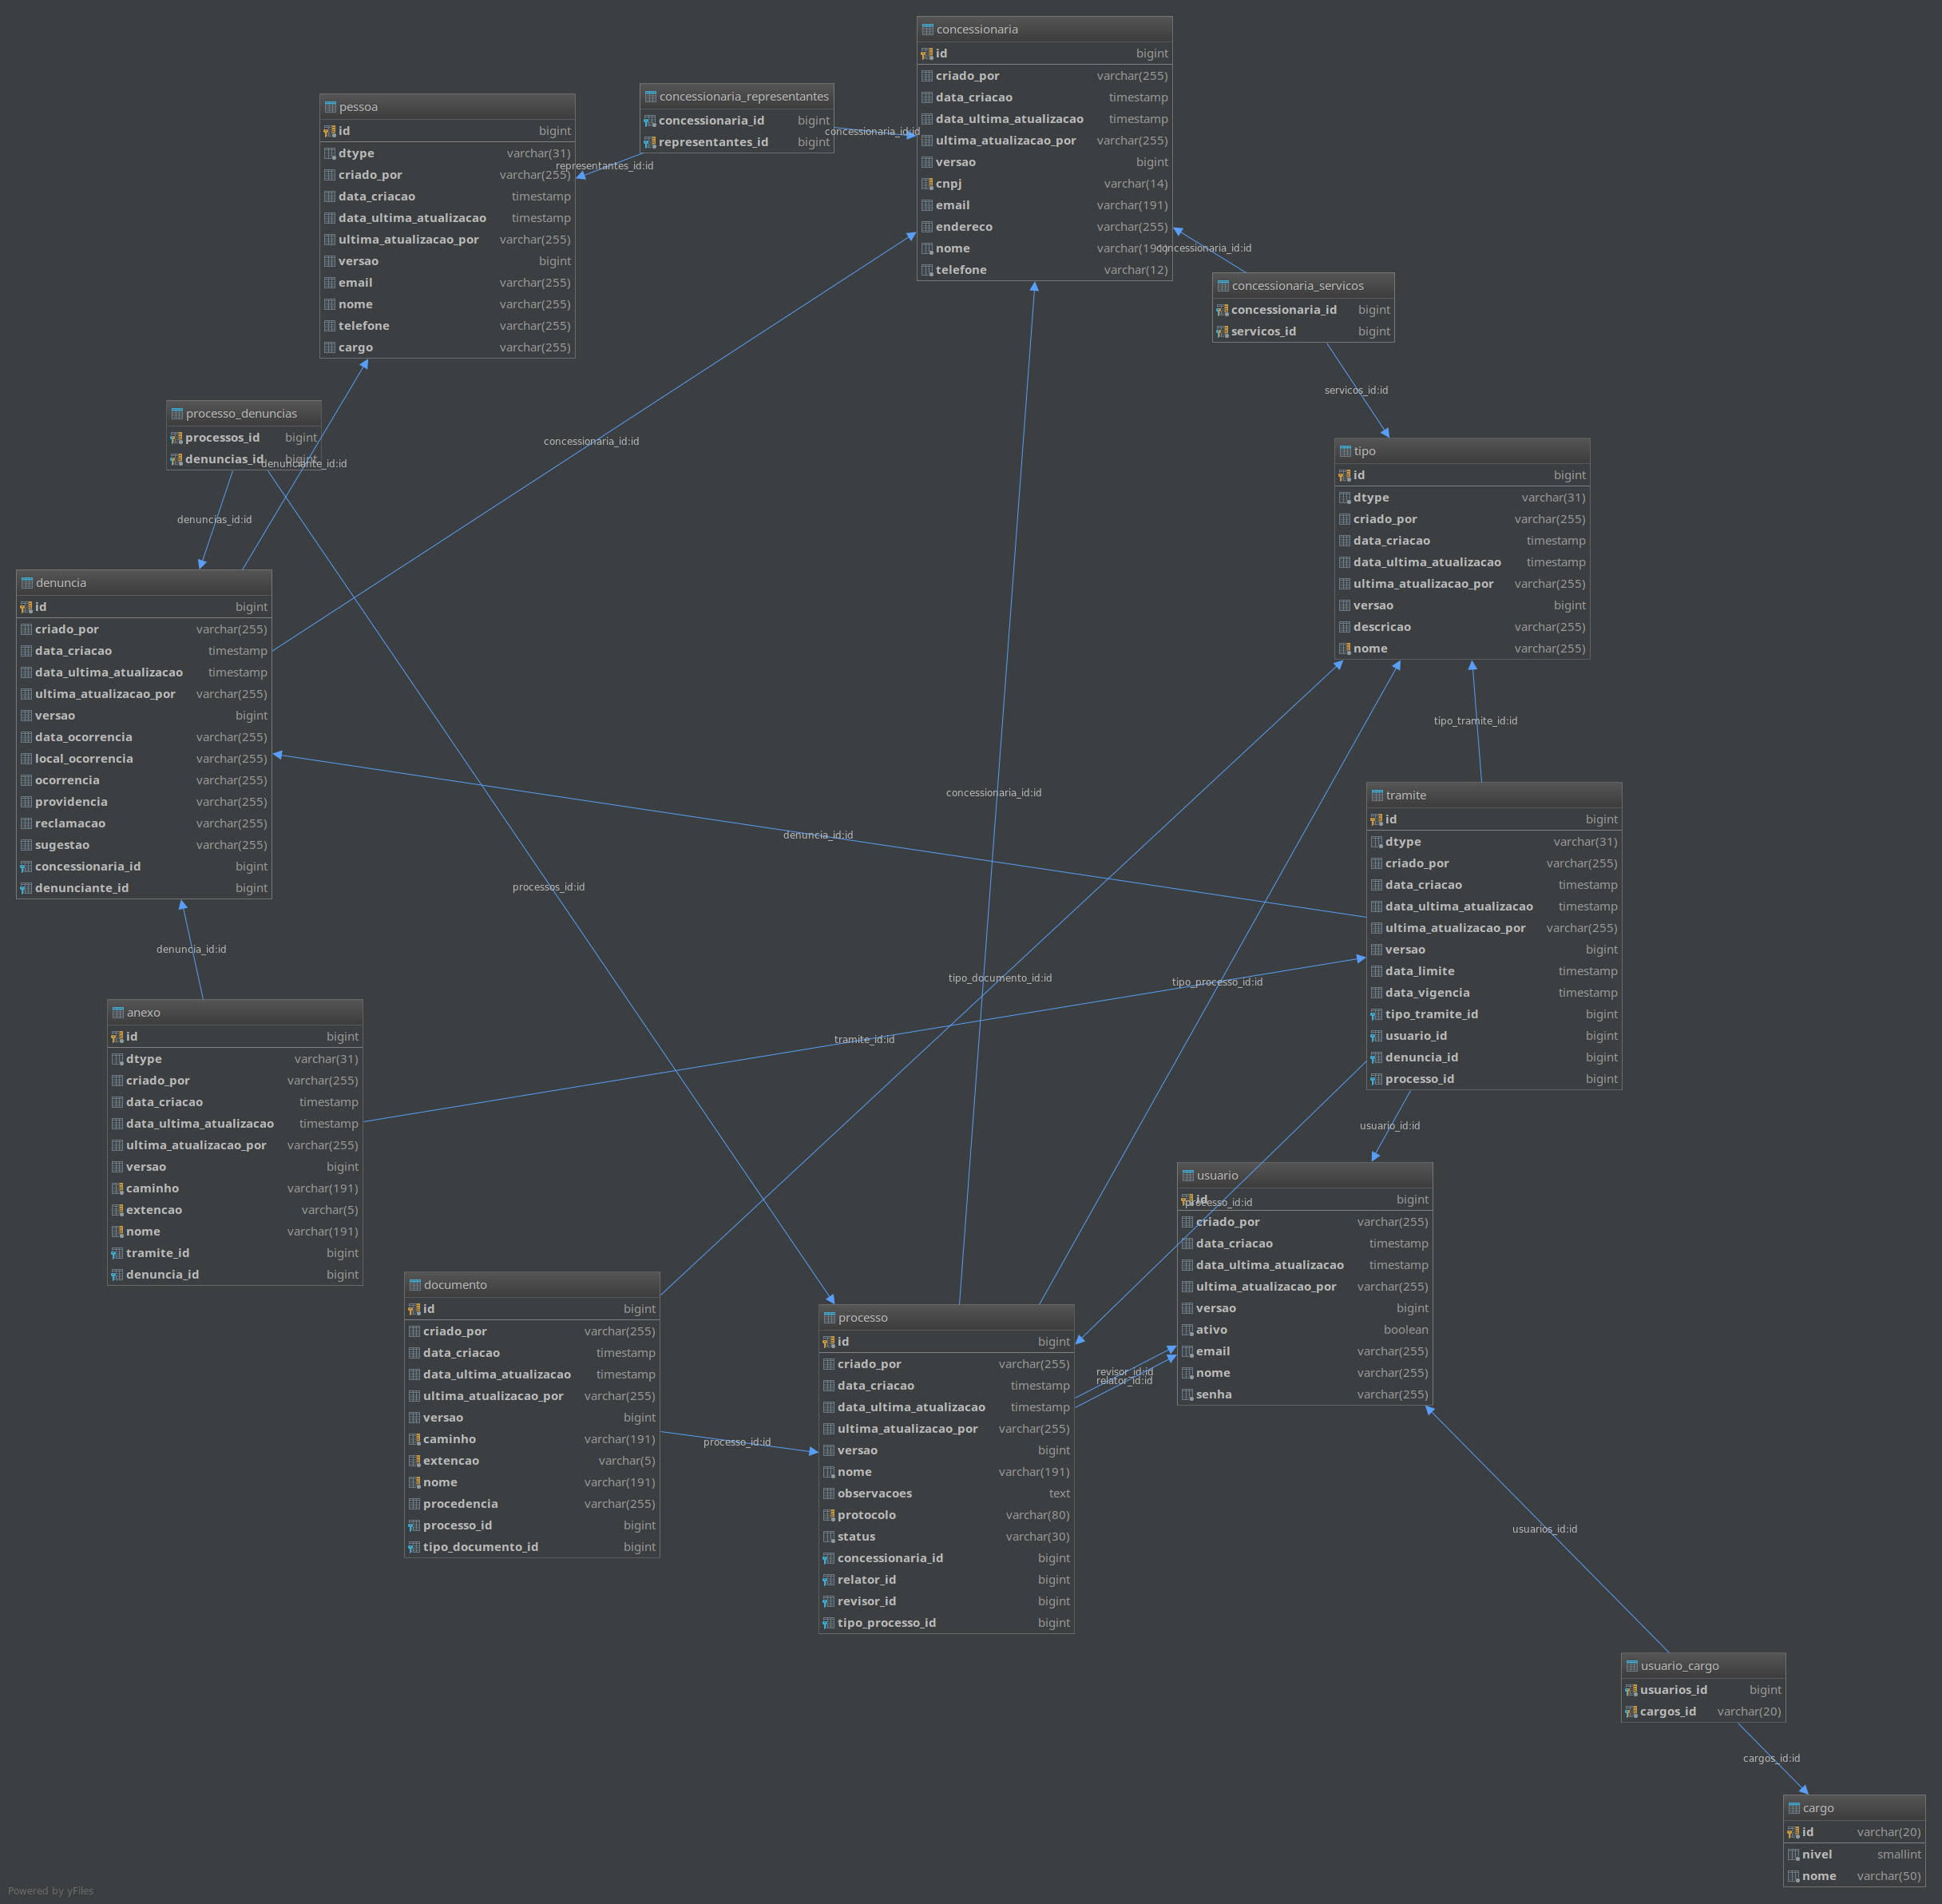 concessionaria
id bigint
criado_por varchar(255)
data_criacao timestamp
data_ultima_atualizacao timestamp
ultima_atualizacao_por varchar(255)
versao bigint
cnpj varchar(14)
email varchar(191)
endereco varchar(255)
nome
telefone varchar(12)
concessionaria_representantes
concessionaria_id bigint
representantes_id bigint
concessionaria_id:id
representantes_id:id
pessoa
id bigint
dtype varchar(31)
criado_por varchar(255)
data_criacao timestamp
data_ultima_atualizacao timestamp
ultima_atualizacao_por varchar(255)
versao bigint
email varchar(255)
nome varchar(255)
telefone varchar(255)
cargo varchar(255)
concessionaria_id:id
concessionaria_servicos
concessionaria_id bigint
servicos_id bigint
servicos_id:id
processo_denuncias
processos_id bigint
denuncias_id bigint
denunciante_id:id
concessionaria_id:id
denuncias_id:id
tipo
id bigint
dtype varchar(31)
criado_por varchar(255)
data_criacao timestamp
data_ultima_atualizacao timestamp
ultima_atualizacao_por varchar(255)
versao bigint
descricao varchar(255)
nome varchar(255)
denuncia
id bigint
criado_por varchar(255)
data_criacao timestamp
data_ultima_atualizacao timestamp
ultima_atualizacao_por varchar(255)
versao bigint
data_ocorrencia varchar(255)
local_ocorrencia varchar(255)
ocorrencia varchar(255)
providencia varchar(255)
reclamacao varchar(255)
sugestao varchar(255)
concessionaria_id bigint
denunciante_id bigint
tipo_tramite_id:id
concessionaria_id:id
denuncia_id:id
processos_id:id
tramite
id bigint
dtype varchar(31)
criado_por varchar(255)
data_criacao timestamp
data_ultima_atualizacao timestamp
ultima_atualizacao_por varchar(255)
versao bigint
data_limite timestamp
data_vigencia timestamp
tipo_tramite_id bigint
usuario_id bigint
denuncia_id bigint
processo_id bigint
denuncia_id:id
tipo_documento_id:id
tipo_processo_id:id
tramite_id:id
anexo
id bigint
dtype varchar(31)
criado_por varchar(255)
data_criacao timestamp
data_ultima_atualizacao timestamp
ultima_atualizacao_por varchar(255)
versao bigint
caminho varchar(191)
extencao varchar(5)
nome varchar(191)
tramite_id bigint
denuncia_id bigint
usuario_id:id
usuario
id bigint
processo_id:id
criado_por varchar(255)
data_criacao timestamp
data_ultima_atualizacao timestamp
ultima_atualizacao_por varchar(255)
versao bigint
ativo boolean
email varchar(255)
nome varchar(255)
senha varchar(255)
documento
id bigint
criado_por varchar(255)
data_criacao timestamp
data_ultima_atualizacao timestamp
ultima_atualizacao_por varchar(255)
versao bigint
caminho varchar(191)
extencao varchar(5)
nome varchar(191)
procedencia varchar(255)
processo_id bigint
tipo_documento_id bigint
processo_id:id
processo
id bigint
criado_por varchar(255)
data_criacao timestamp
data_ultima_atualizacao timestamp
ultima_atualizacao_por varchar(255)
versao bigint
nome varchar(191)
observacoes text
protocolo varchar(80)
status varchar(30)
concessionaria_id bigint
relator_id bigint
revisor_id bigint
tipo_processo_id bigint
revisor_id:id
relator_id:id
usuarios_id:id
usuario_cargo
usuarios_id bigint
cargos_id varchar(20)
cargos_id:id
cargo
id varchar(20)
nivel smallint
nome varchar(50)
Powered by yFiles